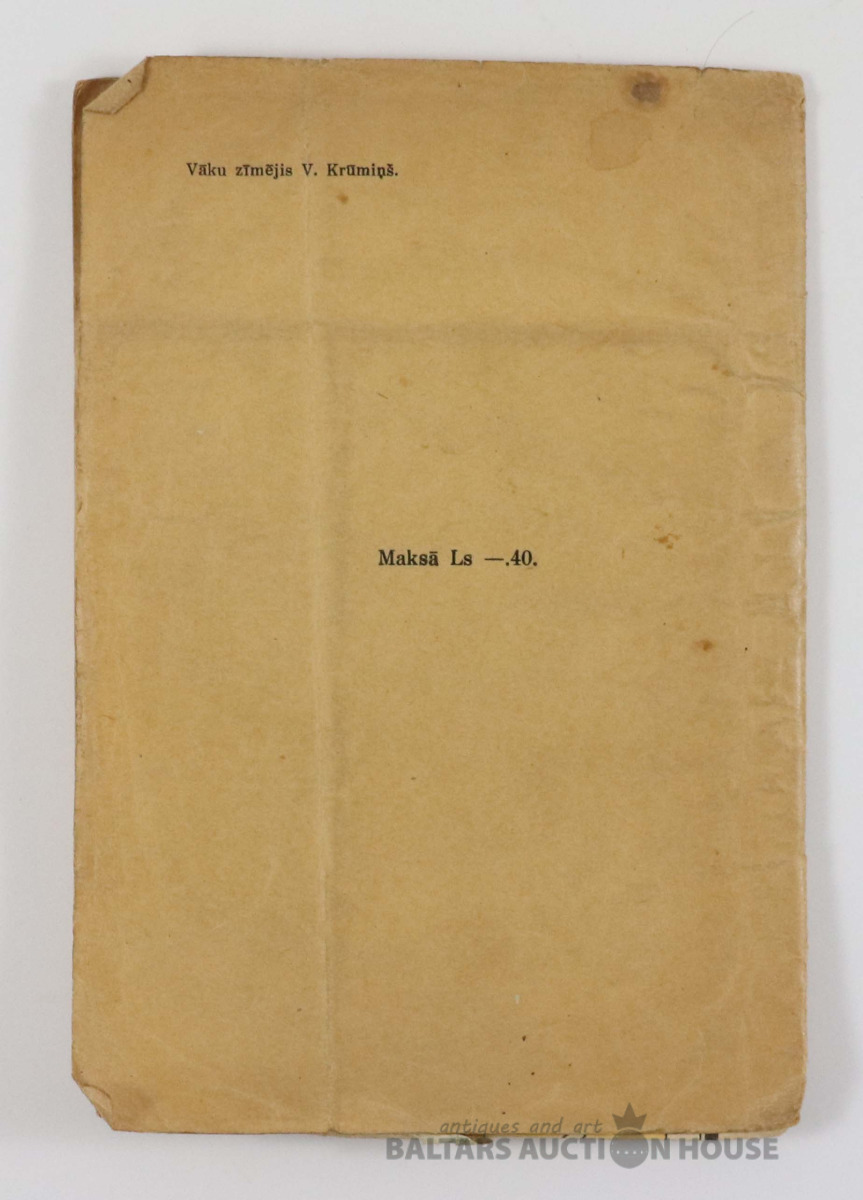 Vāku zīmējis V. Krūmiņš.
Maksā Ls —.40.
antiques and art
BALTARS AUCTION HOUSE